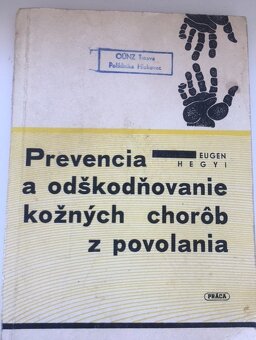 OÚNZ Trnava
Poliklinika Hlohovec
EUGEN
HEGYI
Prevencia
a odškodňovanie
kožných chorôb
z povolania
PRÁCA